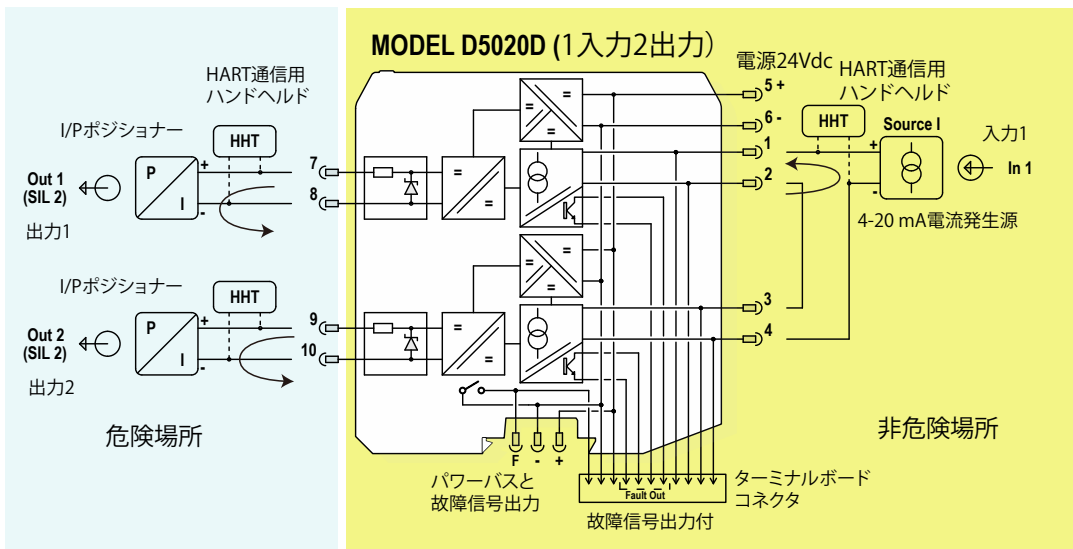 MODEL D5020D (1入力2出力)
電源24Vdc
HART通信用
ハンドヘルド
HART通信用
ハンドヘルド
I/Pポジショナー
HHT
P
I
+
-
7
8
Out 1
(SIL 2)
出力1
=
=
=
=
=
5 +
6 -
1
2
HHT
Source I
+
-
入力1
In 1
4-20 mA電流発生源
I/Pポジショナー
HHT
P
I
+
-
9
10
Out 2
(SIL 2)
出力2
=
=
=
=
=
3
4
危険場所
非危険場所
F
-
+
パワーバスと
故障信号出力
Fault Out
ターミナルボード
コネクタ
故障信号出力付